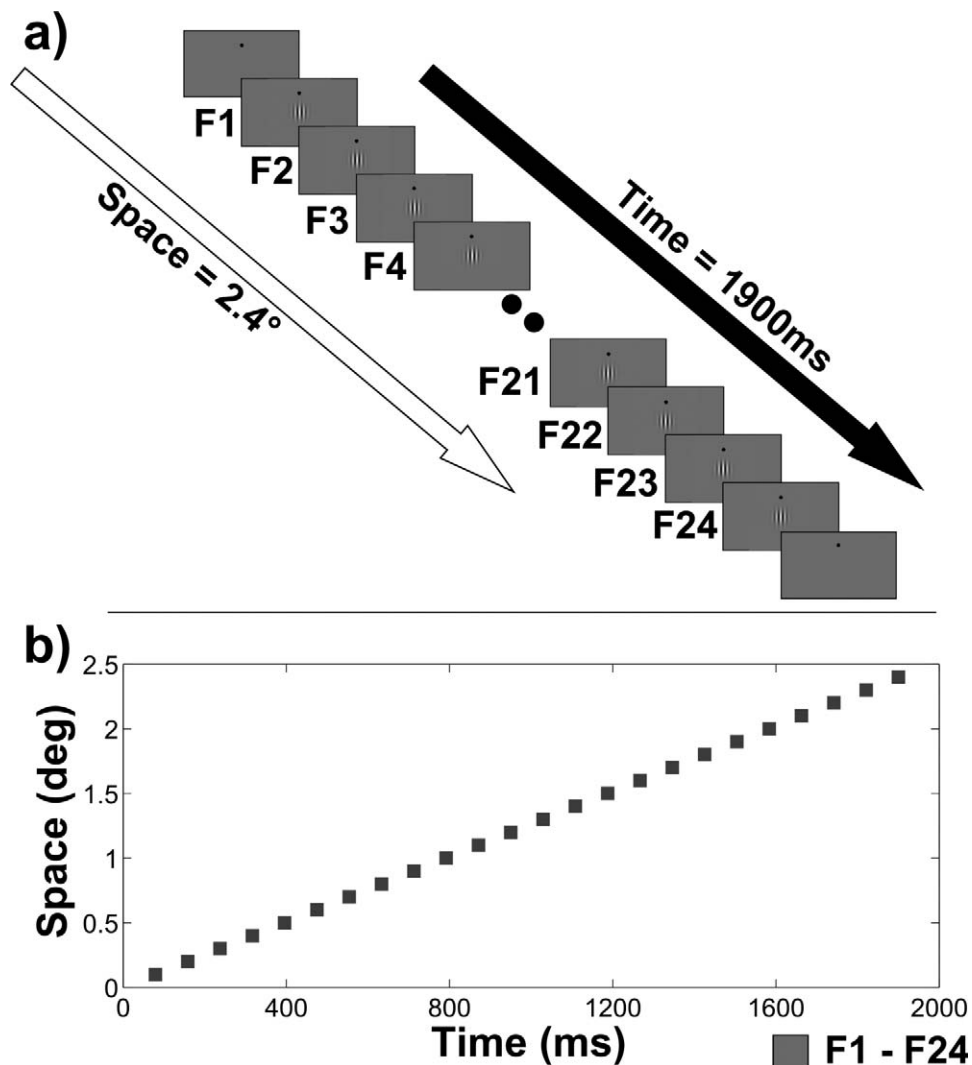 a)
F1
F2
F3
F4
F21
F22
F23
F24
Space = 2.4°
Time = 1900ms
b)
Space (deg)
2.5
2
1.5
1
0.5
0
0 400 800 1200 1600 2000
Time (ms)
F1 - F24